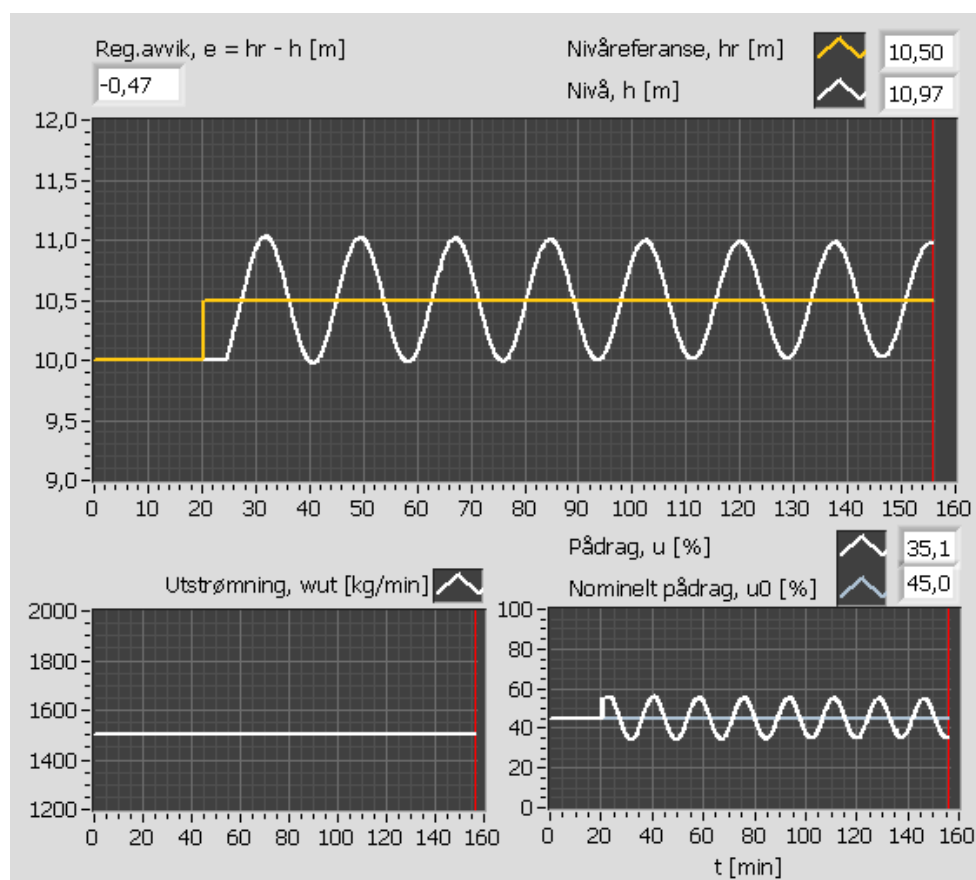 Reg.avvik, e = hr - h [m]
-0,47
Nivåreferanse, hr [m]
10,50
Nivå, h [m]
10,97
12,0
11,5
11,0
10,5
10,0
9,5
9,0
0 10 20 30 40 50 60 70 80 90 100 110 120 130 140 150 160
Utstrømning, wut [kg/min]
2000
1800
1600
1400
1200
0 20 40 60 80 100 120 140 160
Pådrag, u [%]
35,1
Nominelt pådrag, u0 [%]
45,0
100
80
60
40
20
0
0 20 40 60 80 100 120 140 160
t [min]